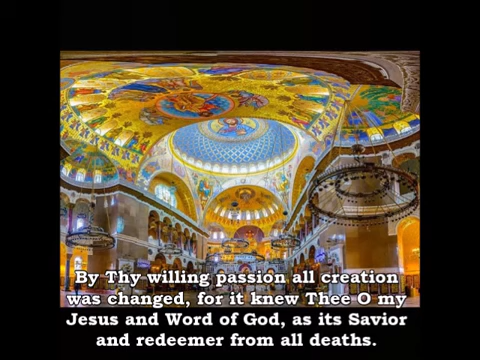 By Thy willing passion all creation
was changed, for it knew Thee O my
Jesus and Word of God, as its Savior
and redeemer from all deaths.